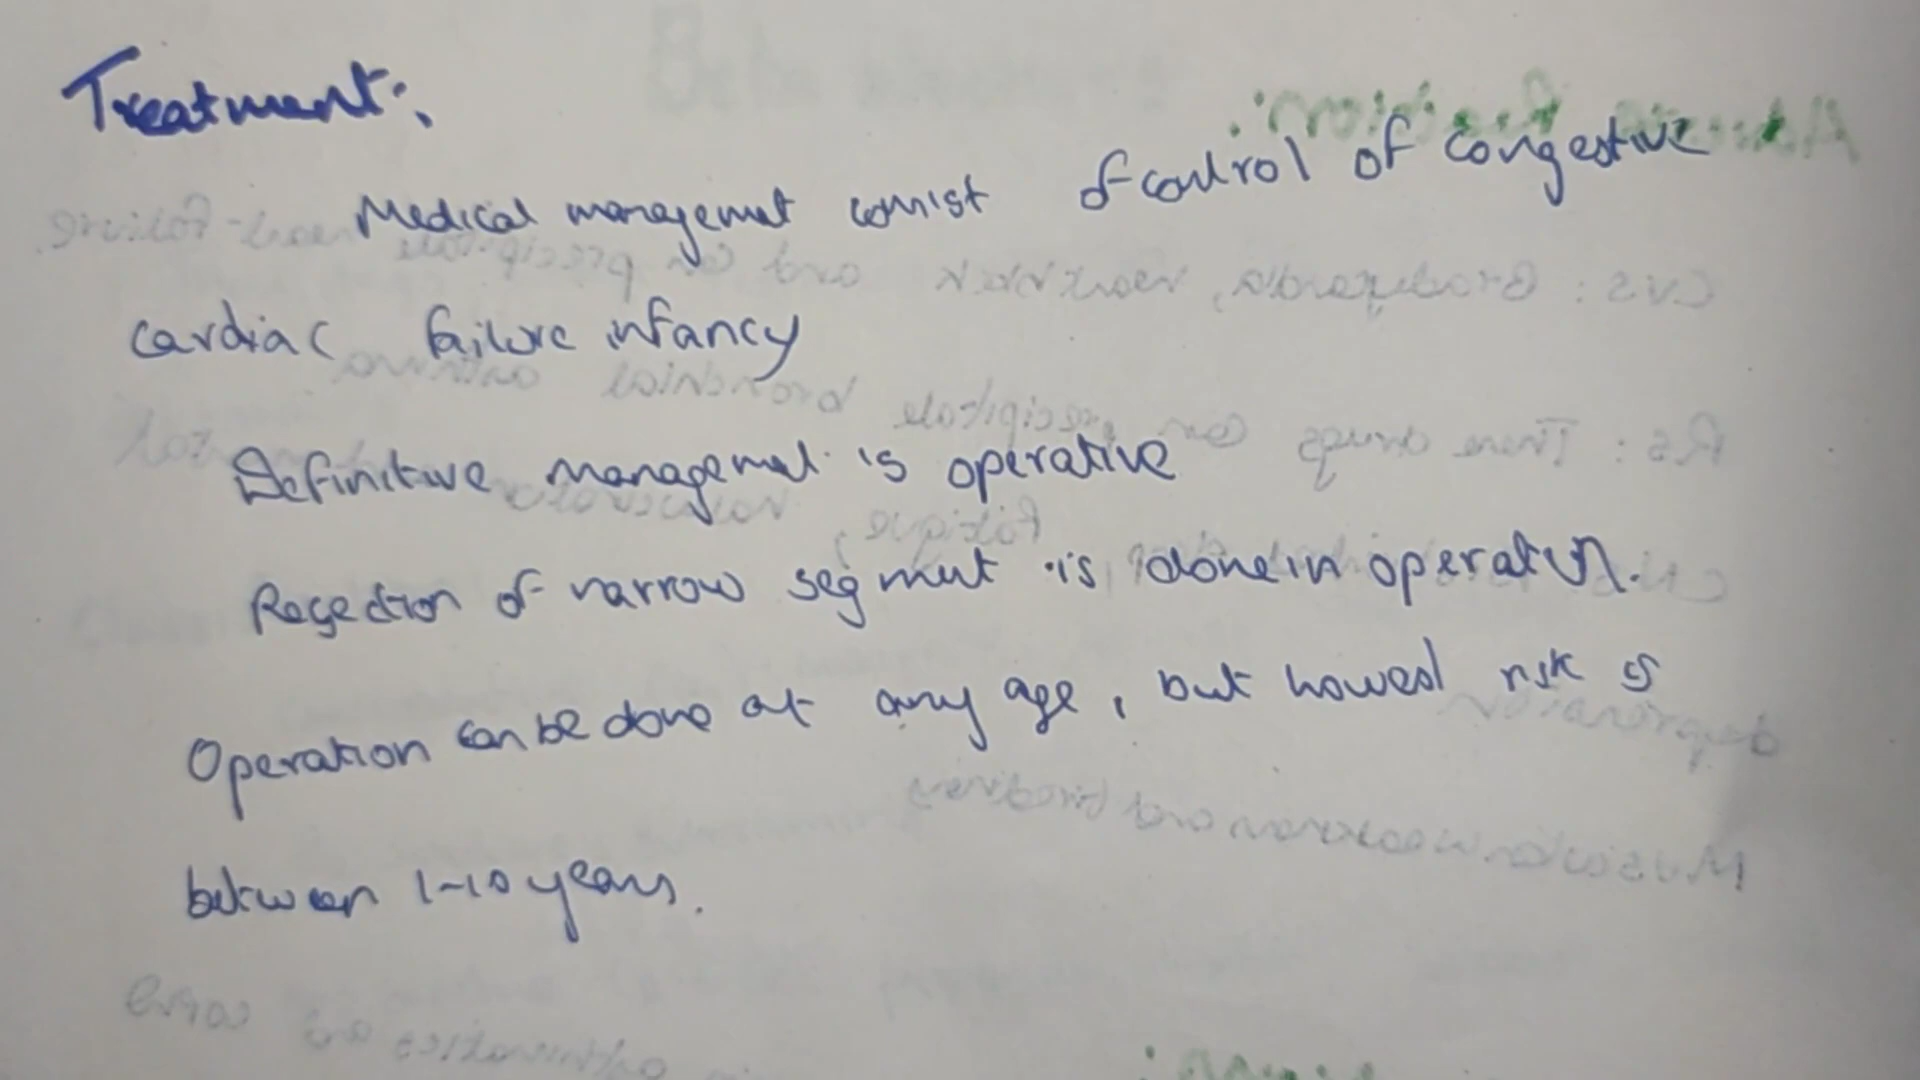 Treatment:
Medical management consist of control of congestive
cardiac failure infancy
Definitive management is operative
Resection of narrow segment is done in operation.
Operation can be done at any age, but lowest risk is
between 1-10 years.